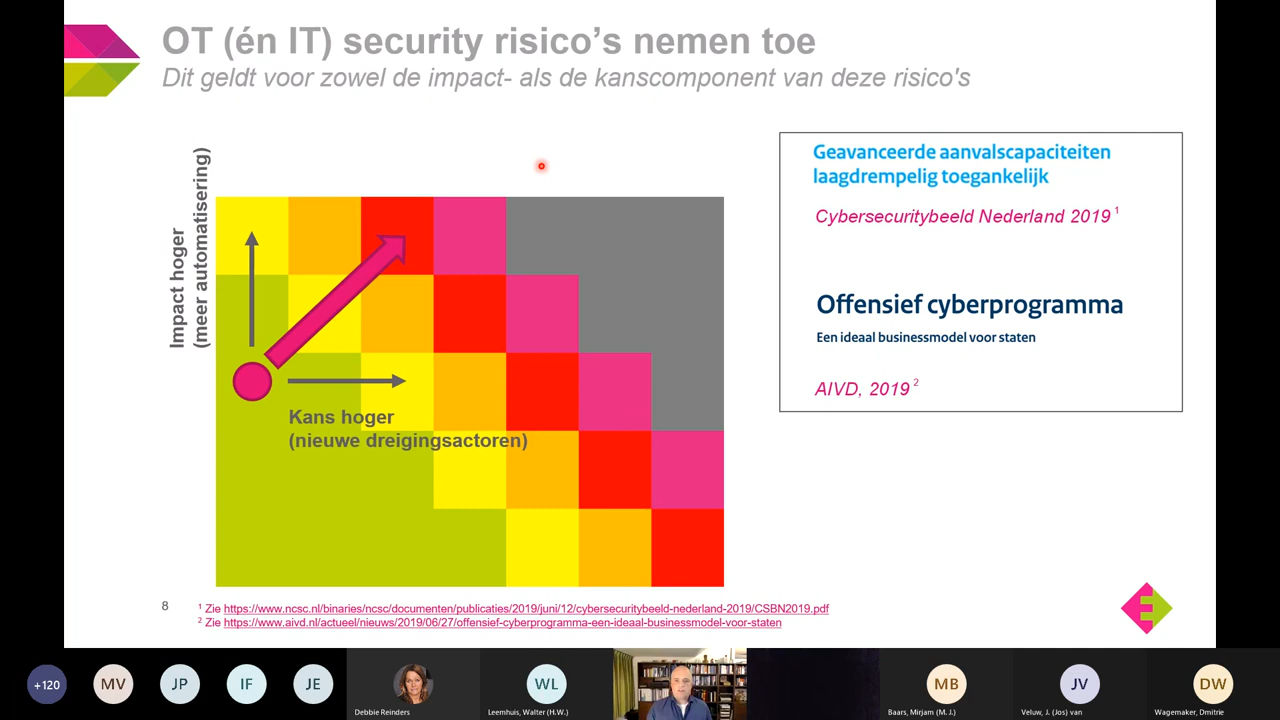 OT (én IT) security risico’s nemen toe
Dit geldt voor zowel de impact- als de kanscomponent van deze risico's
Impact hoger
(meer automatisering)
Kans hoger
(nieuwe dreigingsactoren)
Geavanceerde aanvalscapaciteiten
laagdrempelig toegankelijk
Cybersecuritybeeld Nederland 2019 1
Offensief cyberprogramma
Een ideaal businessmodel voor staten
AIVD, 2019 2
8
1 Zie https://www.ncsc.nl/binaries/ncsc/documenten/publicaties/2019/juni/12/cybersecuritybeeld-nederland-2019/CSBN2019.pdf
2 Zie https://www.aivd.nl/actueel/nieuws/2019/06/27/offensief-cyberprogramma-een-ideaal-businessmodel-voor-staten
+120
MV
JP
IF
JE
Debbie Reinders
WL
Leemhuis, Walter (H.W.)
MB
Baars, Mirjam (M. J.)
JV
Veluw, J. (Jos) van
DW
Wagemaker, Dmitrie